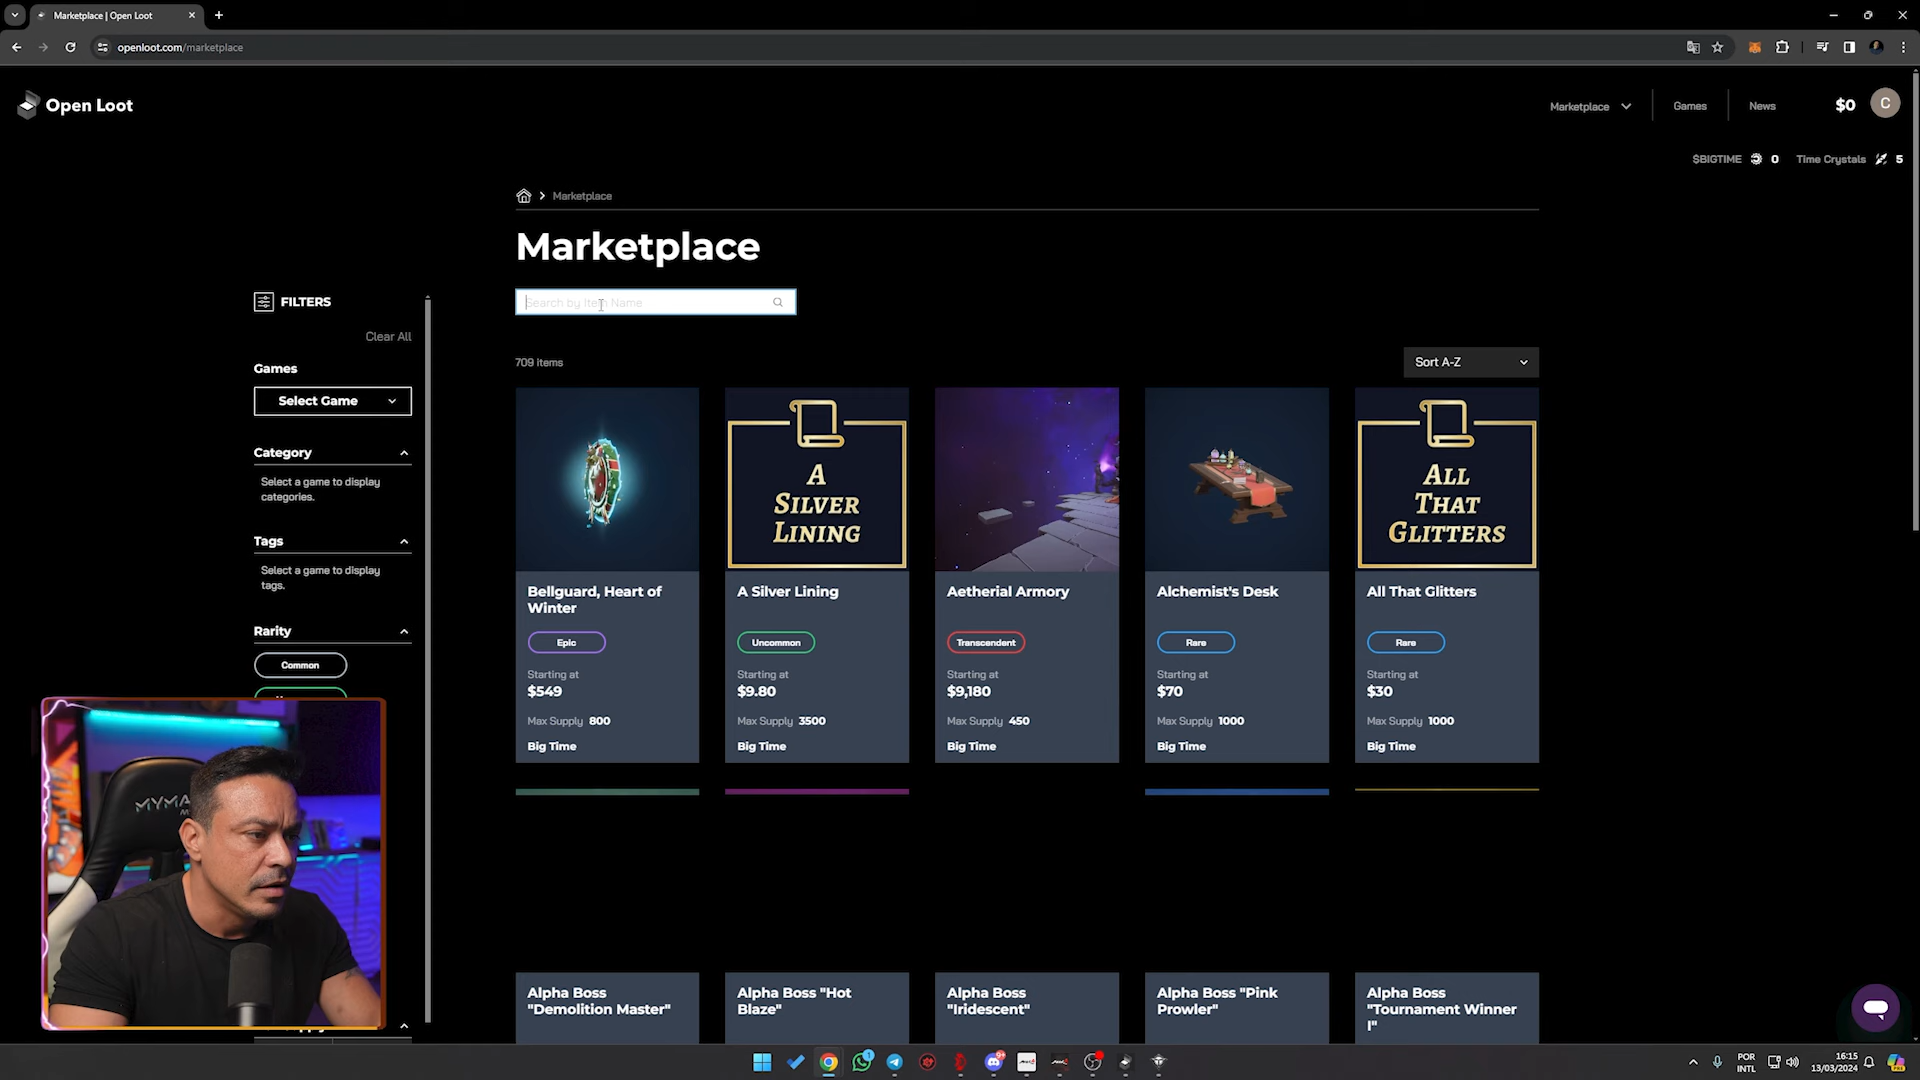 Marketplace | Open Loot
openloot.com/marketplace
Open Loot
Marketplace
Games
News
$0
C
$BIGTIME 0
Time Crystals 5
Marketplace
Marketplace
Search by Item Name
FILTERS
Clear All
Games
Select Game
Category
Select a game to display
categories.
Tags
Select a game to display
tags.
Rarity
Common
709 items
Sort A-Z
A
SILVER
LINING
ALL
THAT
GLITTERS
Bellguard, Heart of
Winter
Epic
Starting at
$549
Max Supply 800
Big Time
A Silver Lining
Uncommon
Starting at
$9.80
Max Supply 3500
Big Time
Aetherial Armory
Transcendent
Starting at
$9,180
Max Supply 450
Big Time
Alchemist's Desk
Rare
Starting at
$70
Max Supply 1000
Big Time
All That Glitters
Rare
Starting at
$30
Max Supply 1000
Big Time
Alpha Boss
"Demolition Master"
Alpha Boss "Hot
Blaze"
Alpha Boss
"Iridescent"
Alpha Boss "Pink
Prowler"
Alpha Boss
"Tournament Winner
I"
MYMA
POR
INTL
16:15
13/03/2024